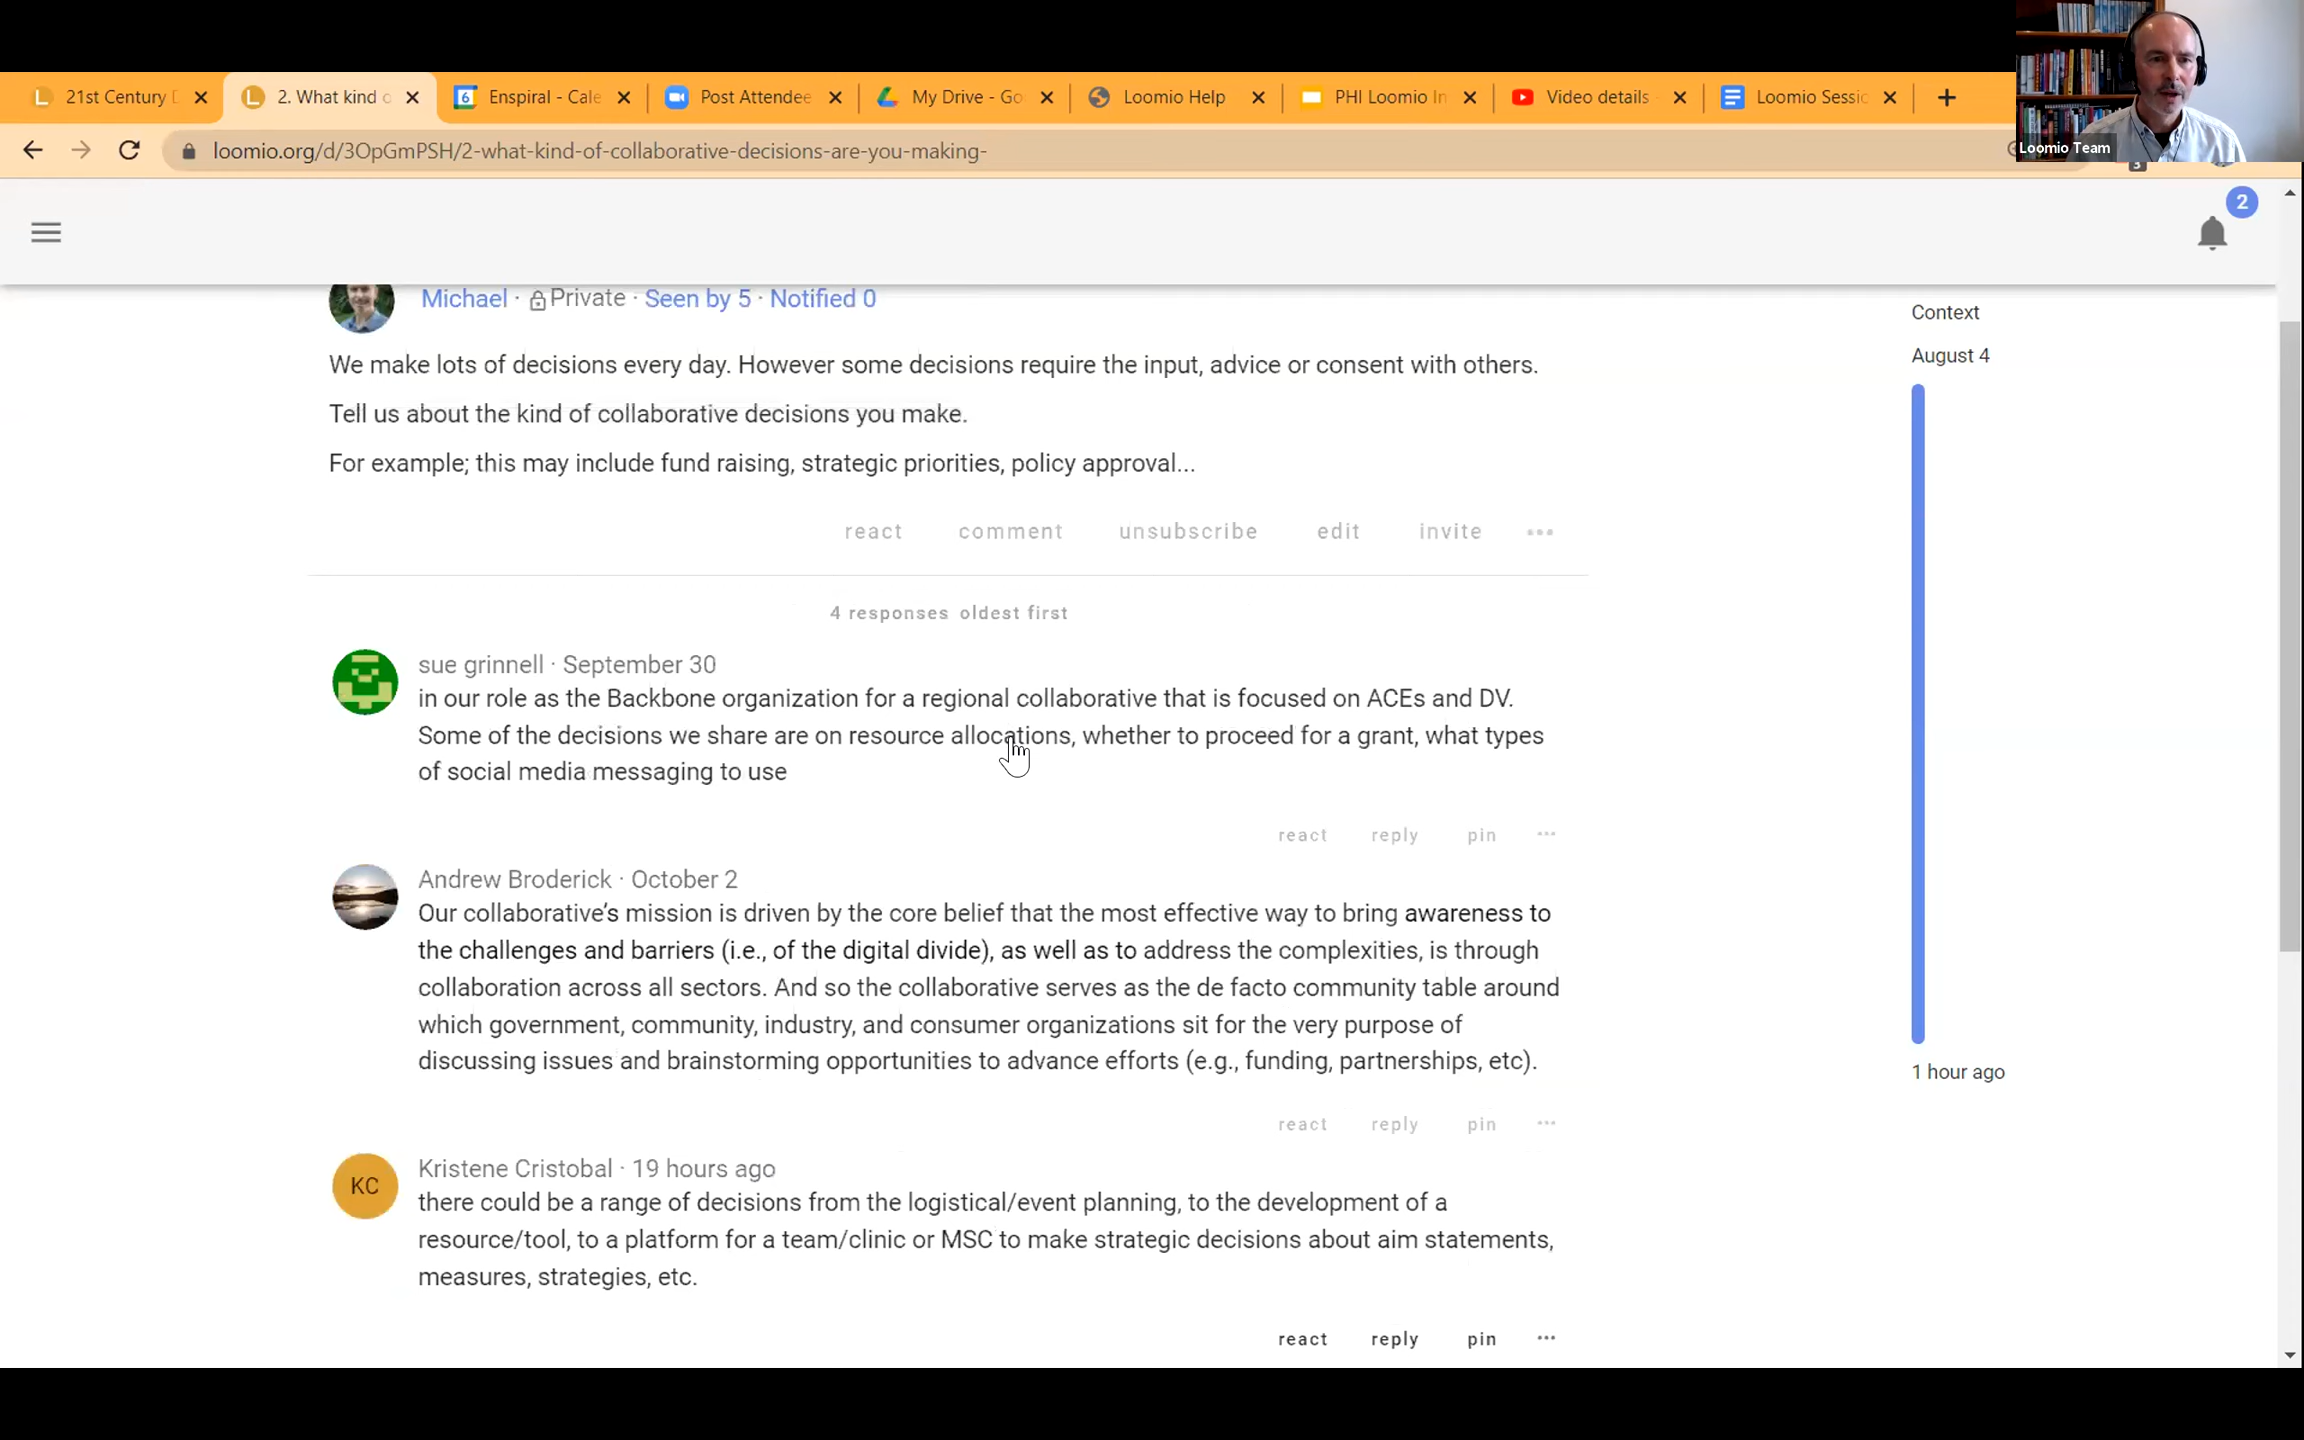 21st Century D
2. What kind o
Enspiral - Cale
Post Attendee
My Drive - Go
Loomio Help
PHI Loomio In
Video details
Loomio Sessio
loomio.org/d/3OpGmPSH/2-what-kind-of-collaborative-decisions-are-you-making-
Loomio Team
3
2
Michael · Private · Seen by 5 · Notified 0
We make lots of decisions every day. However some decisions require the input, advice or consent with others.
Tell us about the kind of collaborative decisions you make.
For example; this may include fund raising, strategic priorities, policy approval...
react comment unsubscribe edit invite
4 responses oldest first
sue grinnell · September 30
in our role as the Backbone organization for a regional collaborative that is focused on ACEs and DV.
Some of the decisions we share are on resource allocations, whether to proceed for a grant, what types
of social media messaging to use
react reply pin
Andrew Broderick · October 2
Our collaborative’s mission is driven by the core belief that the most effective way to bring awareness to
the challenges and barriers (i.e., of the digital divide), as well as to address the complexities, is through
collaboration across all sectors. And so the collaborative serves as the de facto community table around
which government, community, industry, and consumer organizations sit for the very purpose of
discussing issues and brainstorming opportunities to advance efforts (e.g., funding, partnerships, etc).
react reply pin
KC
Kristene Cristobal · 19 hours ago
there could be a range of decisions from the logistical/event planning, to the development of a
resource/tool, to a platform for a team/clinic or MSC to make strategic decisions about aim statements,
measures, strategies, etc.
react reply pin
Context
August 4
1 hour ago